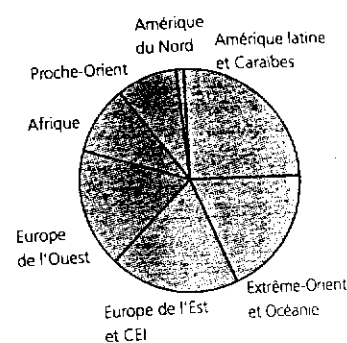 Amérique
du Nord
Amérique latine
et Caraïbes
Proche-Orient
Afrique
Europe
de l'Ouest
Europe de l'Est
et CEI
Extrême-Orient
et Océanie